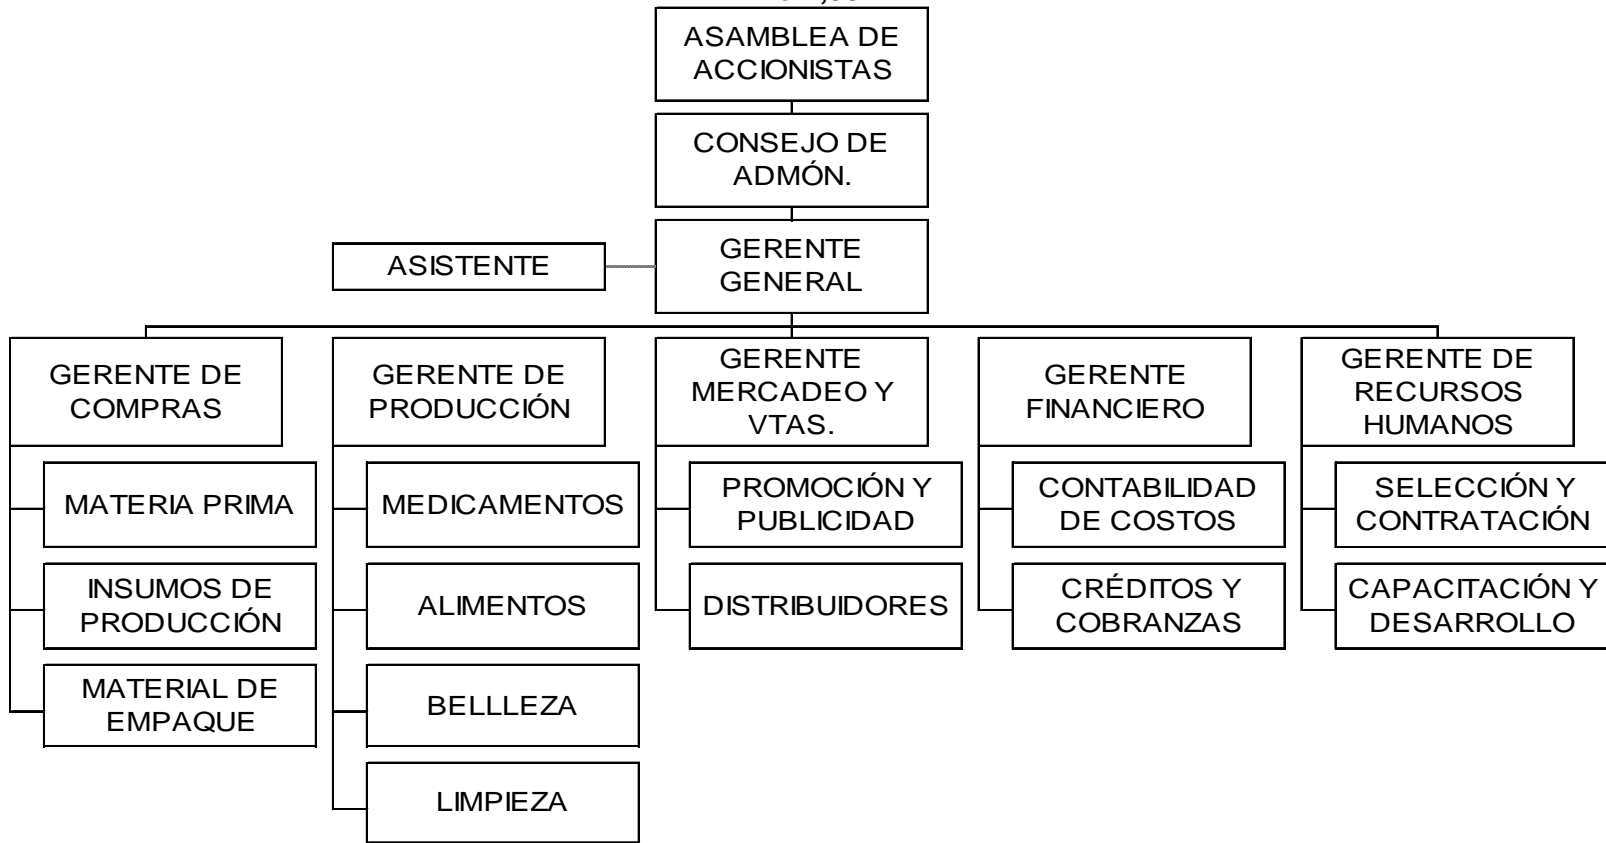 ASAMBLEA DE
ACCIONISTAS
CONSEJO DE
ADMÓN.
GERENTE
GENERAL
ASISTENTE
GERENTE DE
COMPRAS
GERENTE DE
PRODUCCIÓN
GERENTE
MERCADEO Y
VTAS.
GERENTE
FINANCIERO
GERENTE DE
RECURSOS
HUMANOS
MATERIA PRIMA
INSUMOS DE
PRODUCCIÓN
MATERIAL DE
EMPAQUE
MEDICAMENTOS
ALIMENTOS
BELLLEZA
LIMPIEZA
PROMOCIÓN Y
PUBLICIDAD
DISTRIBUIDORES
CONTABILIDAD
DE COSTOS
CRÉDITOS Y
COBRANZAS
SELECCIÓN Y
CONTRATACIÓN
CAPACITACIÓN Y
DESARROLLO